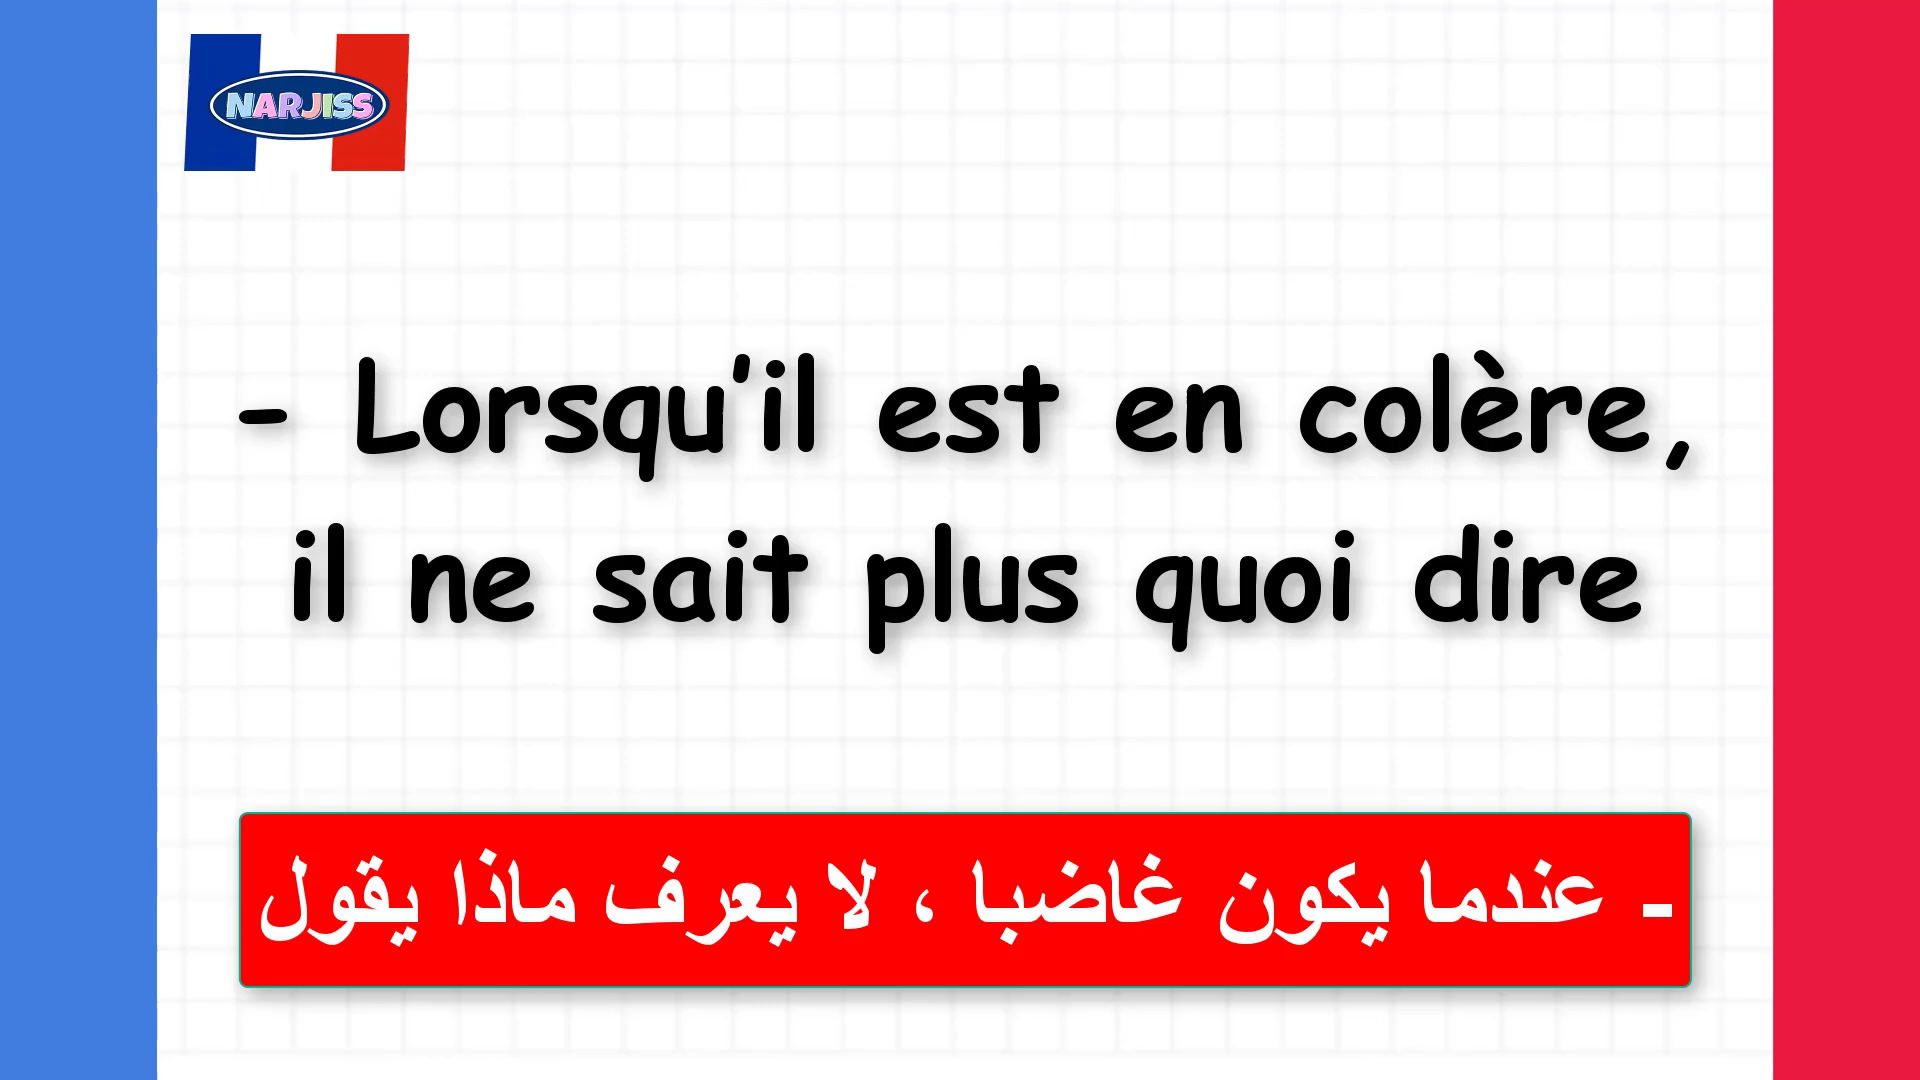 NARJISS
- Lorsqu’il est en colère,
il ne sait plus quoi dire
- عندما يكون غاضبا ، لا يعرف ماذا يقول